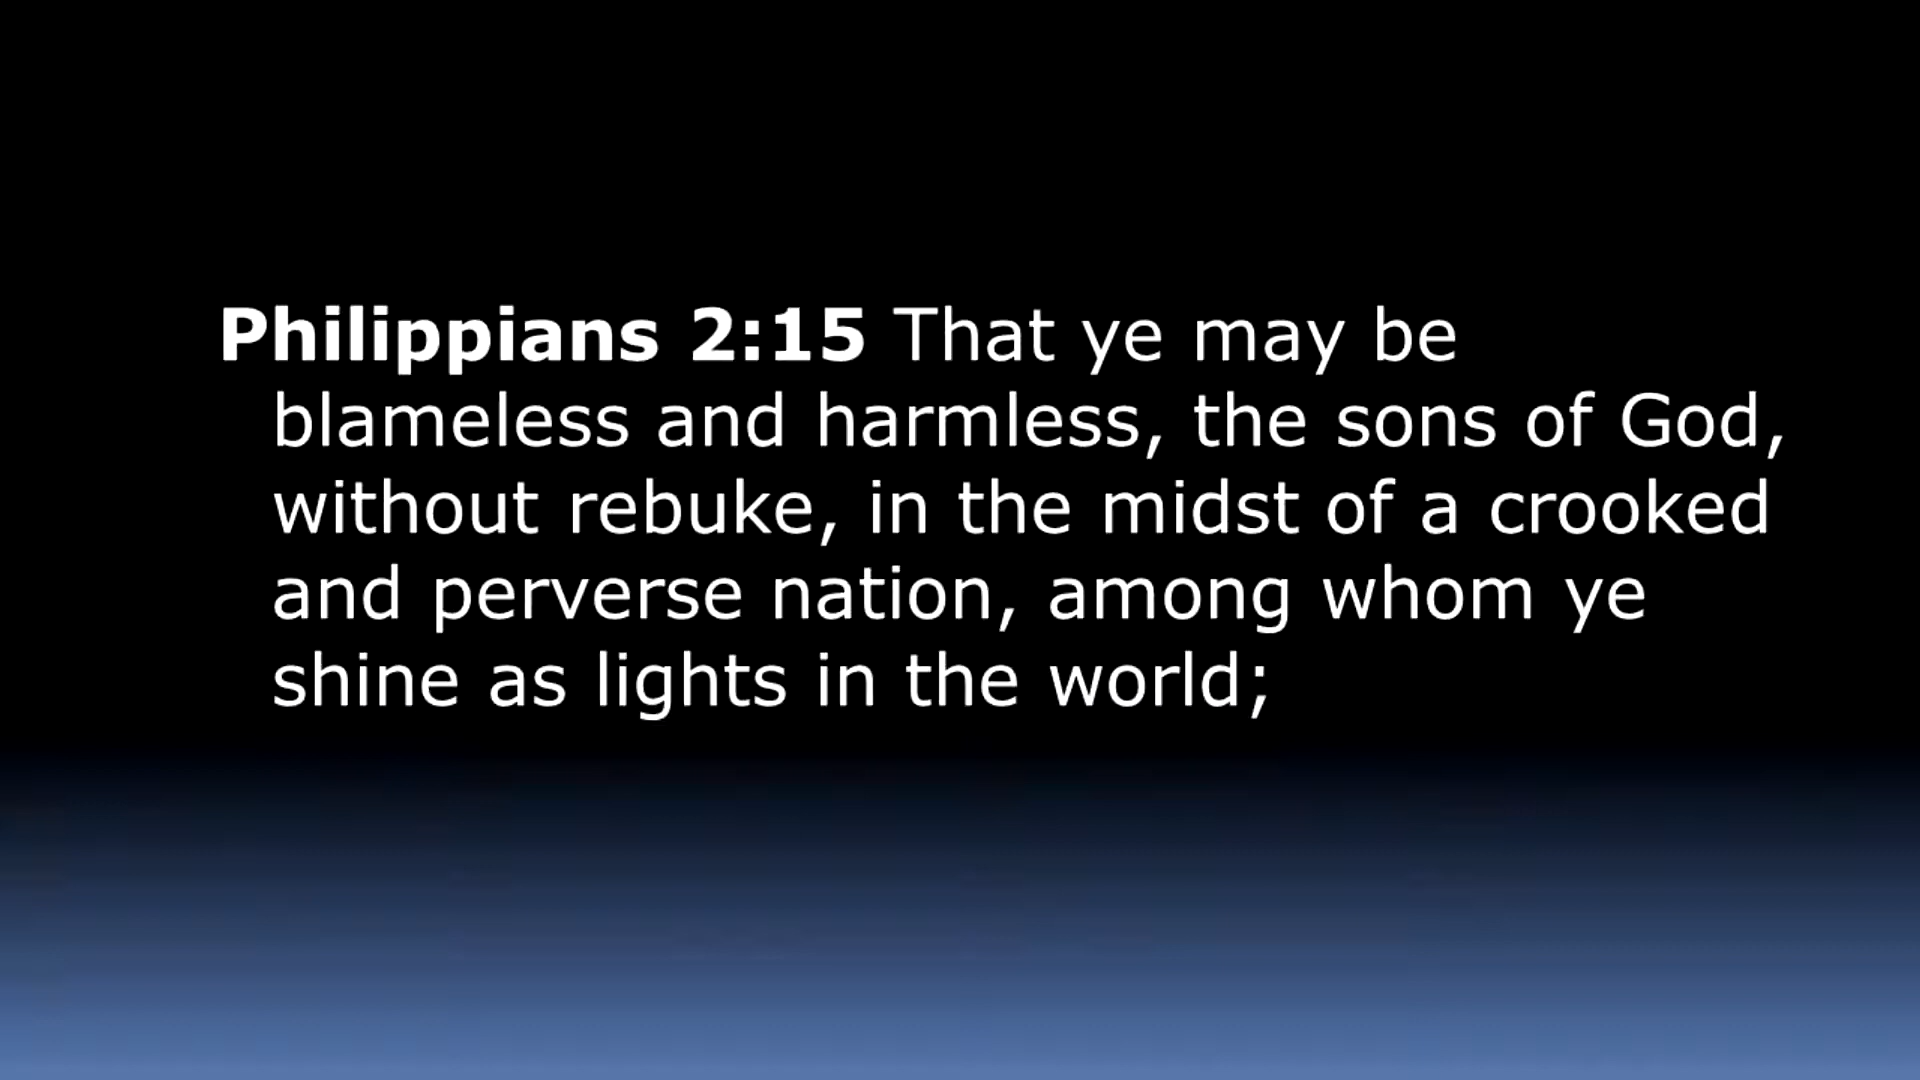 Philippians 2:15 That ye may be
blameless and harmless, the sons of God,
without rebuke, in the midst of a crooked
and perverse nation, among whom ye
shine as lights in the world;